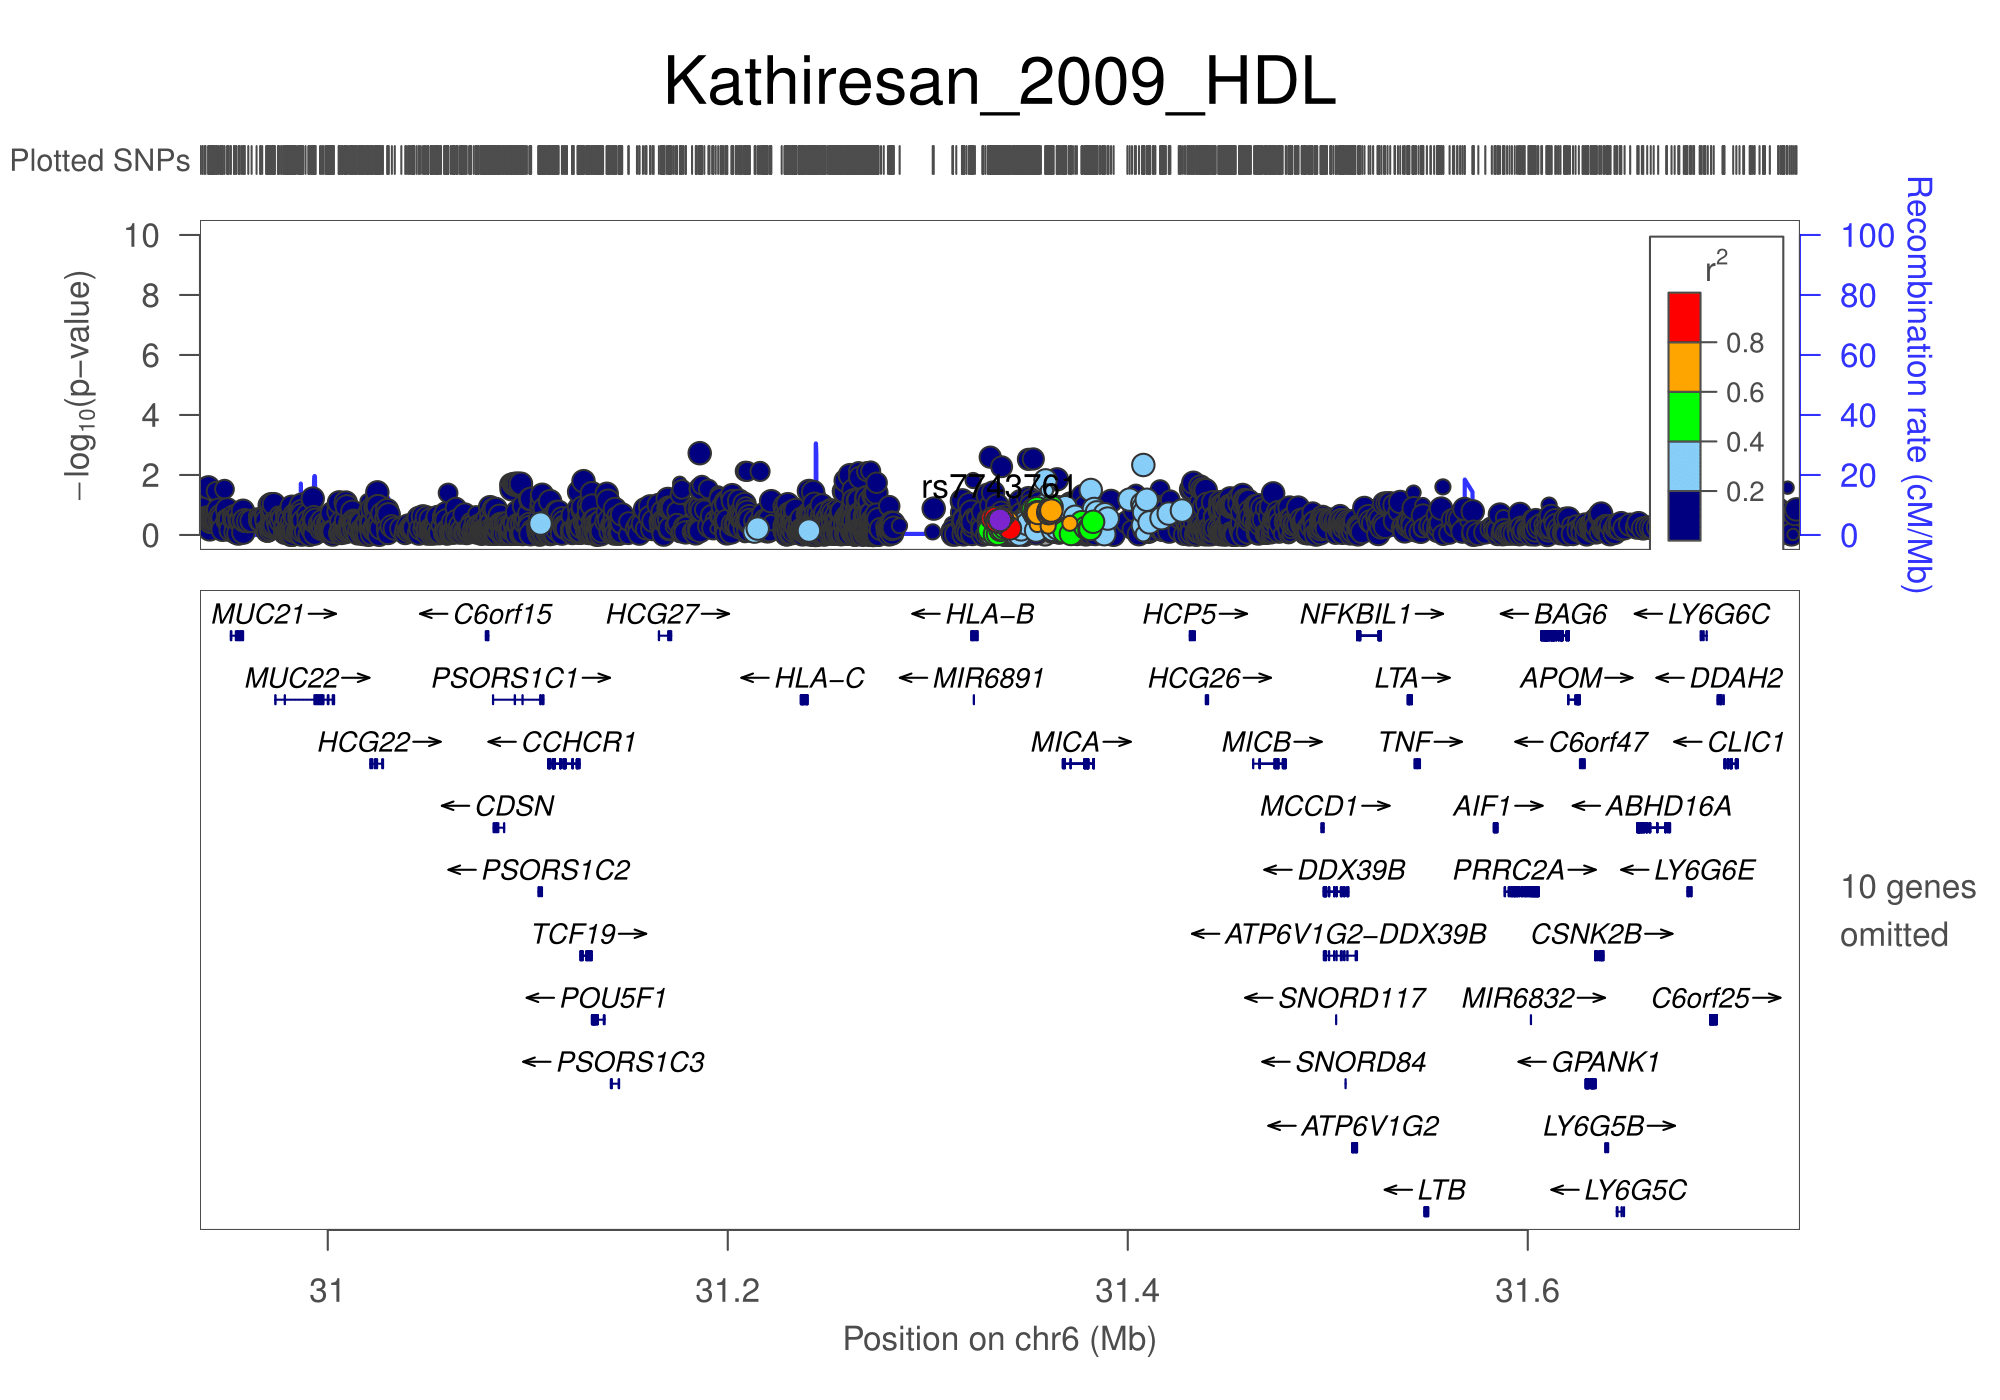 Kathiresan_2009_HDL
Plotted SNPs
10
8
6
4
2
0
−log10(p−value)
100
80
60
40
20
0
Recombination rate (cM/Mb)
r2
0.8
0.6
0.4
0.2
rs7743761
MUC21→ ←C6orf15 HCG27→ ←HLA−B HCP5→ NFKBIL1→ ←BAG6 ←LY6G6C
MUC22→ PSORS1C1→ ←HLA−C ←MIR6891 HCG26→ LTA→ APOM→ ←DDAH2
HCG22→ ←CCHCR1 MICA→ MICB→ TNF→ ←C6orf47 ←CLIC1
←CDSN MCCD1→ AIF1→ ←ABHD16A
←PSORS1C2 ←DDX39B PRRC2A→ ←LY6G6E
TCF19→ ←ATP6V1G2−DDX39B CSNK2B→
←POU5F1 ←SNORD117 MIR6832→ C6orf25→
←PSORS1C3 ←SNORD84 ←GPANK1
←ATP6V1G2 LY6G5B→
←LTB ←LY6G5C
10 genes
omitted
31 31.2 31.4 31.6
Position on chr6 (Mb)